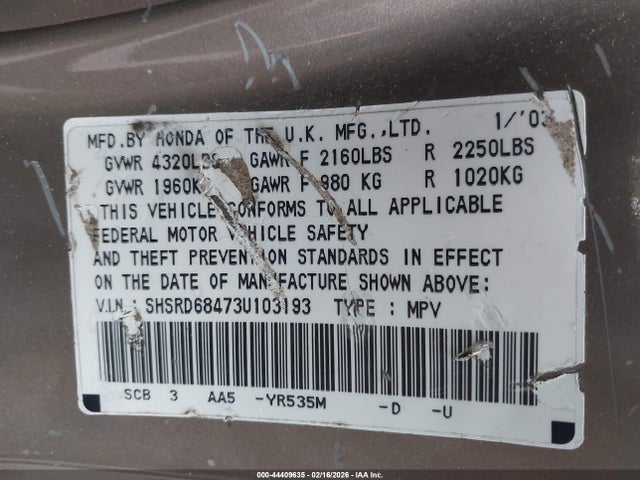 MFD.BY HONDA OF THE U.K. MFG.,LTD. 1/'03
GVWR 4320LBS GAWR F 2160LBS R 2250LBS
GVWR 1960KG GAWR F 980 KG R 1020KG
THIS VEHICLE CONFORMS TO ALL APPLICABLE
FEDERAL MOTOR VEHICLE SAFETY
AND THEFT PREVENTION STANDARDS IN EFFECT
ON THE DATE OF MANUFACTURE SHOWN ABOVE:
V.I.N : SHSRD68473U103193 TYPE : MPV
SCB 3 AA5 -YR535M -D -U
000-44409635 - 02/16/2026 - IAA Inc.